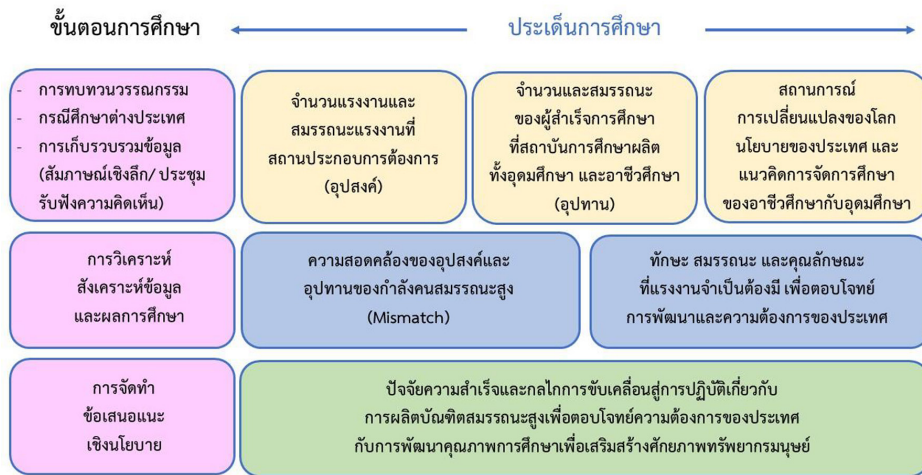 ขั้นตอนการศึกษา
ประเด็นการศึกษา
- การทบทวนวรรณกรรม
- กรณีศึกษาต่างประเทศ
- การเก็บรวบรวมข้อมูล
(สัมภาษณ์เชิงลึก/ ประชุม
รับฟังความคิดเห็น)
จำนวนแรงงานและ
สมรรถนะแรงงานที่
สถานประกอบการต้องการ
(อุปสงค์)
จำนวนและสมรรถนะ
ของผู้สำเร็จการศึกษา
ที่สถาบันการศึกษาผลิต
ทั้งอุดมศึกษา และอาชีวศึกษา
(อุปทาน)
สถานการณ์
การเปลี่ยนแปลงของโลก
นโยบายของประเทศ และ
แนวคิดการจัดการศึกษา
ของอาชีวศึกษากับอุดมศึกษา
การวิเคราะห์
สังเคราะห์ข้อมูล
และผลการศึกษา
ความสอดคล้องของอุปสงค์และ
อุปทานของกำลังคนสมรรถนะสูง
(Mismatch)
ทักษะ สมรรถนะ และคุณลักษณะ
ที่แรงงานจำเป็นต้องมี เพื่อตอบโจทย์
การพัฒนาและความต้องการของประเทศ
การจัดทำ
ข้อเสนอแนะ
เชิงนโยบาย
ปัจจัยความสำเร็จและกลไกการขับเคลื่อนสู่การปฏิบัติเกี่ยวกับ
การผลิตบัณฑิตสมรรถนะสูงเพื่อตอบโจทย์ความต้องการของประเทศ
กับการพัฒนาคุณภาพการศึกษาเพื่อเสริมสร้างศักยภาพทรัพยากรมนุษย์